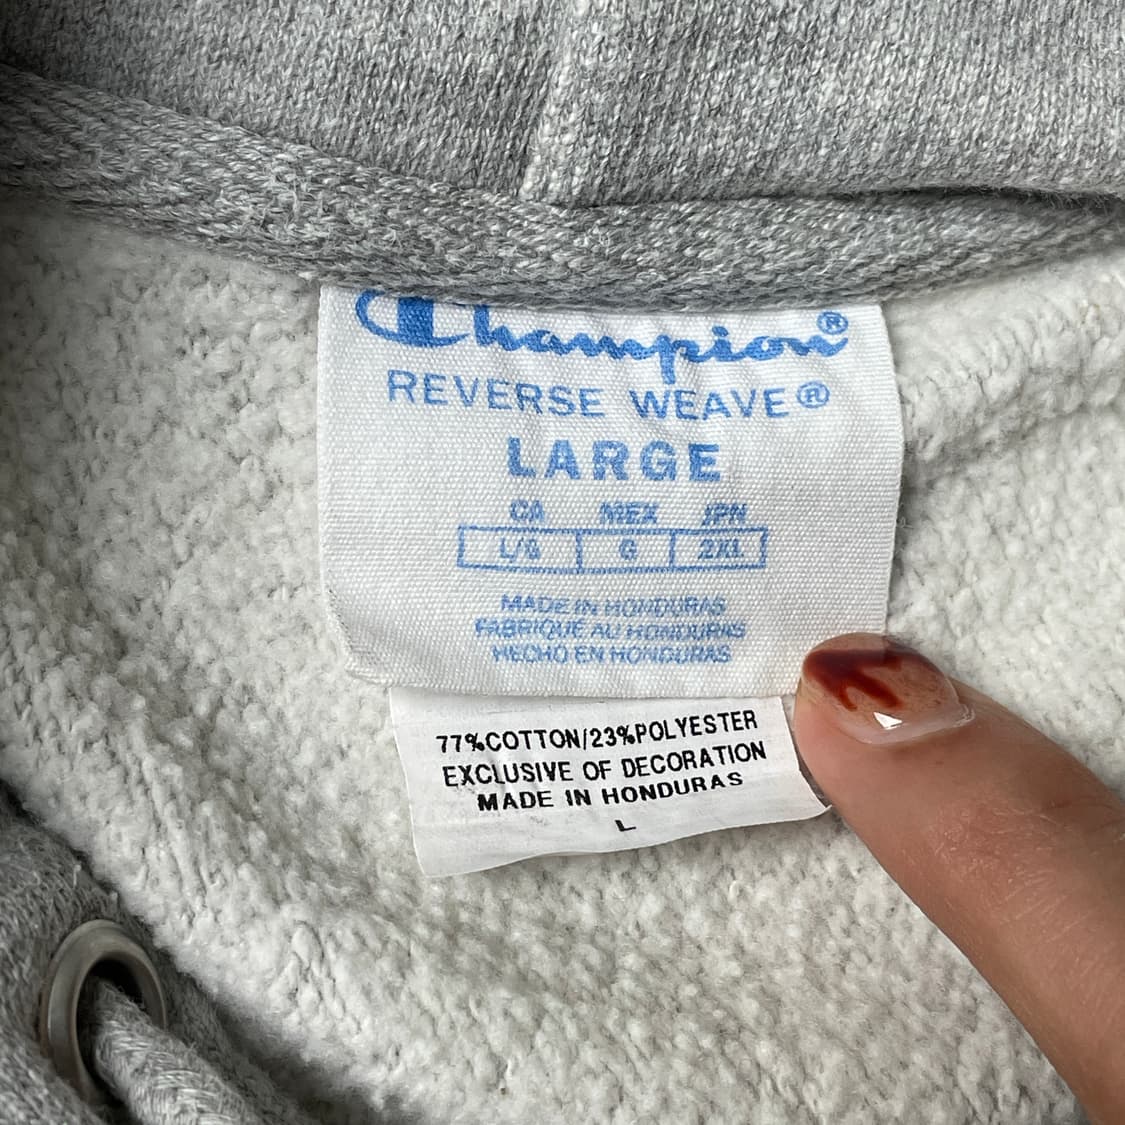 Champion®
REVERSE WEAVE®
LARGE
CA MEX JPN
L/G G 2XL
MADE IN HONDURAS
FABRIQUÉ AU HONDURAS
HECHO EN HONDURAS
77%COTTON/23%POLYESTER
EXCLUSIVE OF DECORATION
MADE IN HONDURAS
L